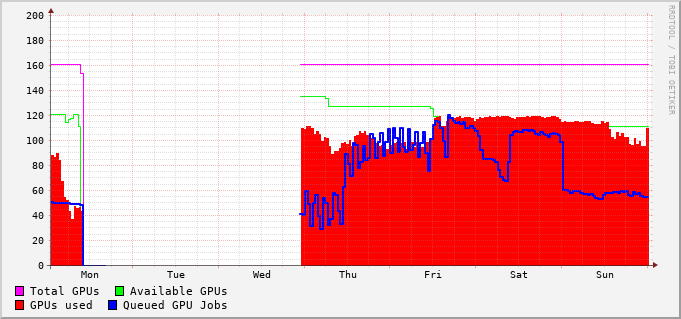 200
180
160
140
120
100
80
60
40
20
0
Mon Tue Wed Thu Fri Sat Sun
Total GPUs Available GPUs
GPUs used Queued GPU Jobs
RRDTOOL / TOBI OETIKER